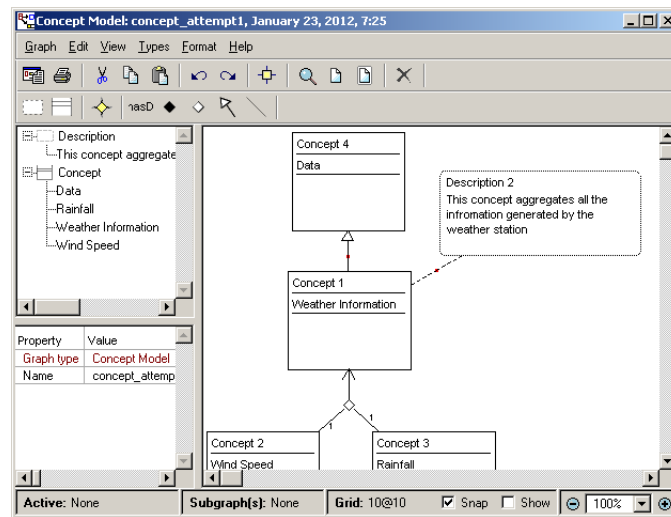 Concept Model: concept_attempt1, January 23, 2012, 7:25
Graph Edit View Types Format Help
Description
This concept aggregate
Concept
Data
Rainfall
Weather Information
Wind Speed
Property Value
Graph type Concept Model
Name concept_attemp
Concept 4
Data
Description 2
This concept aggregates all the
infromation generated by the
weather station
Concept 1
Weather Information
1 1
Concept 2
Wind Speed
Concept 3
Rainfall
Active: None Subgraph(s): None Grid: 10@10 Snap Show 100%